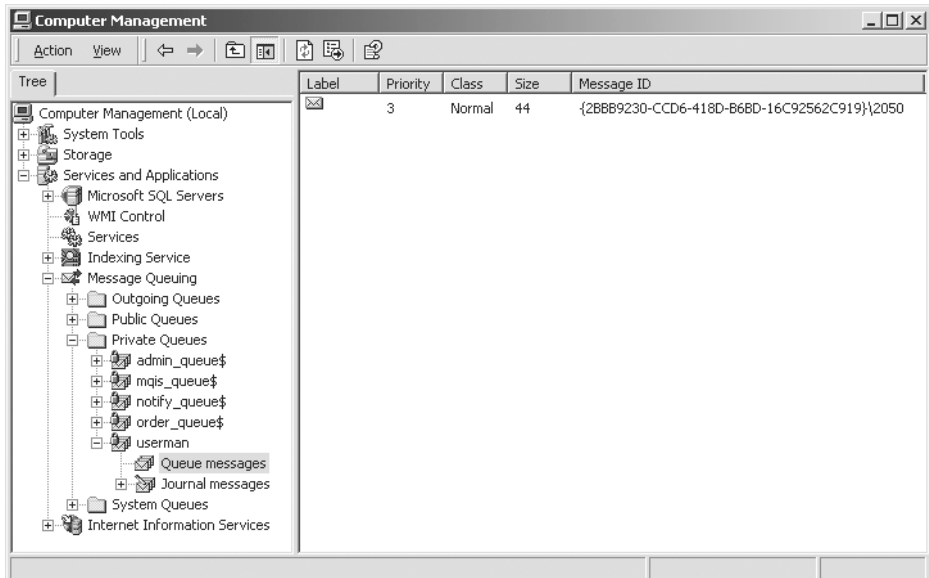 Computer Management
Action View
Tree
Label Priority Class Size Message ID
3 Normal 44 {2BBB9230-CCD6-418D-B6BD-16C92562C919}\2050
Computer Management (Local)
System Tools
Storage
Services and Applications
Microsoft SQL Servers
WMI Control
Services
Indexing Service
Message Queuing
Outgoing Queues
Public Queues
Private Queues
admin_queue$
mqis_queue$
notify_queue$
order_queue$
userman
Queue messages
Journal messages
System Queues
Internet Information Services